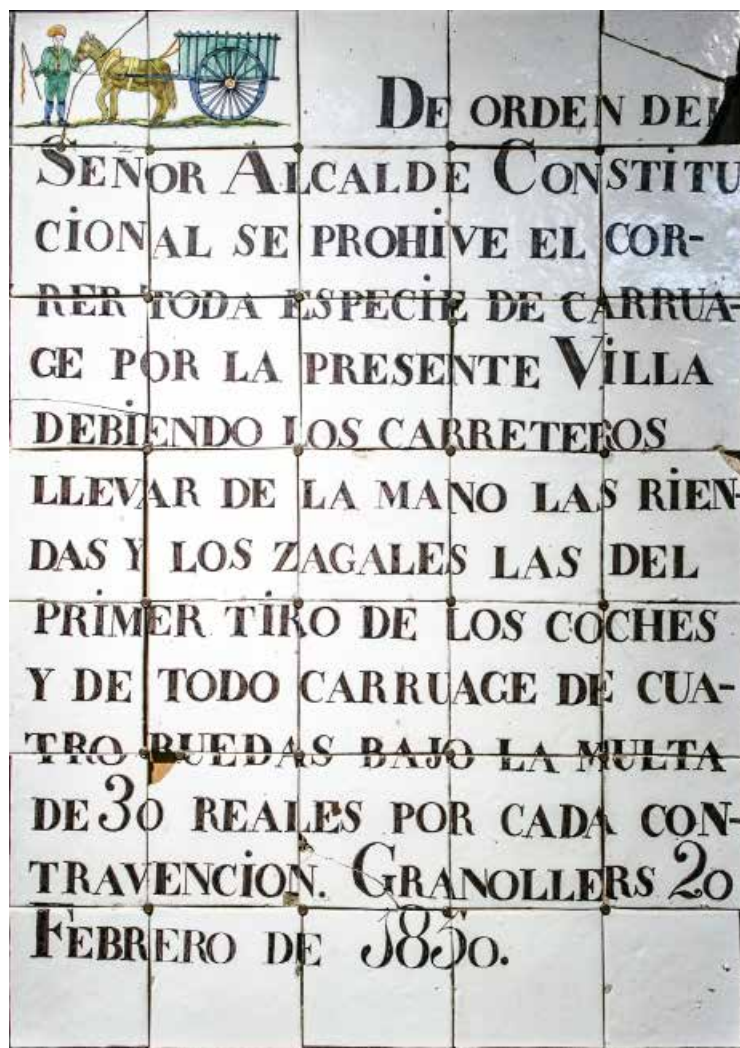 DE ORDEN DEL
SEÑOR ALCALDE CONSTITU
CIONAL SE PROHIVE EL COR-
RER TODA ESPECIE DE CARRUA-
GE POR LA PRESENTE VILLA
DEBIENDO LOS CARRETEROS
LLEVAR DE LA MANO LAS RIEN-
DAS Y LOS ZAGALES LAS DEL
PRIMER TIRO DE LOS COCHES
Y DE TODO CARRUAGE DE CUA-
TRO RUEDAS BAJO LA MULTA
DE 30 REALES POR CADA CON-
TRAVENCION. GRANOLLERS 20
FEBRERO DE 1850.